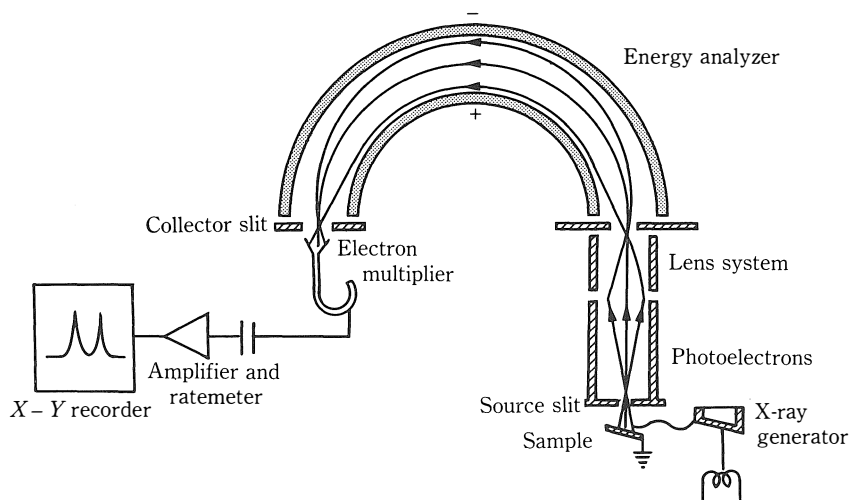 −
Energy analyzer
+
Collector slit
Electron
multiplier
Lens system
Amplifier and
ratemeter
X – Y recorder
Photoelectrons
Source slit
Sample
X-ray
generator